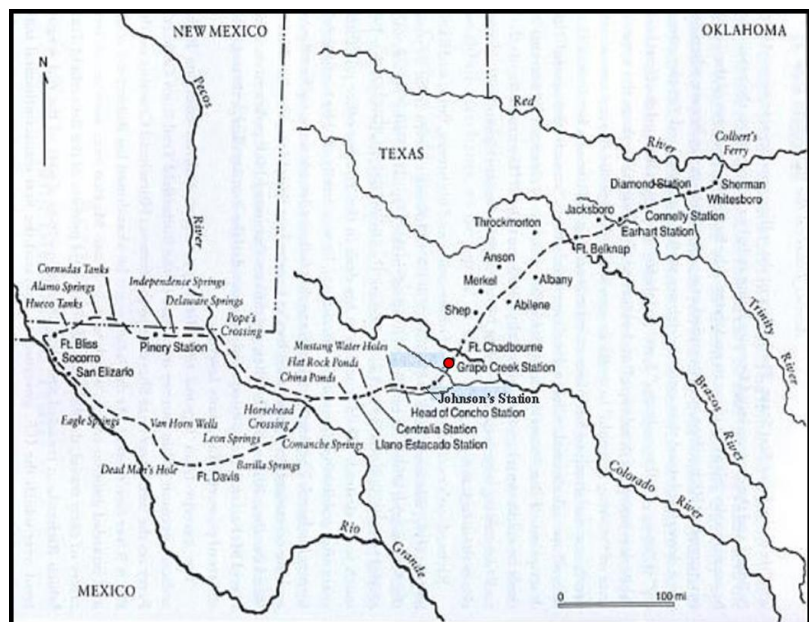 NEW MEXICO
OKLAHOMA
N
Pecos
River
Red
River
Colbert's
Ferry
TEXAS
Diamond Station
Sherman
Whitesboro
Jacksboro
Connelly Station
Earhart Station
Throckmorton
Ft. Belknap
Anson
Merkel
Albany
Shep
Abilene
Trinity
River
Cornudas Tanks
Alamo Springs
Hueco Tanks
Independence Springs
Delaware Springs
Pope's
Crossing
Ft. Bliss
Socorro
San Elizario
Pinery Station
Mustang Water Holes
Flat Rock Ponds
China Ponds
Ft. Chadbourne
Grape Creek Station
Johnson's Station
Head of Concho Station
Centralia Station
Llano Estacado Station
Horsehead
Crossing
Brazos
River
Eagle Springs
Van Horn Wells
Leon Springs
Comanche Springs
Dead Man's Hole
Barilla Springs
Ft. Davis
Colorado
River
Rio
Grande
MEXICO
0 100 mi